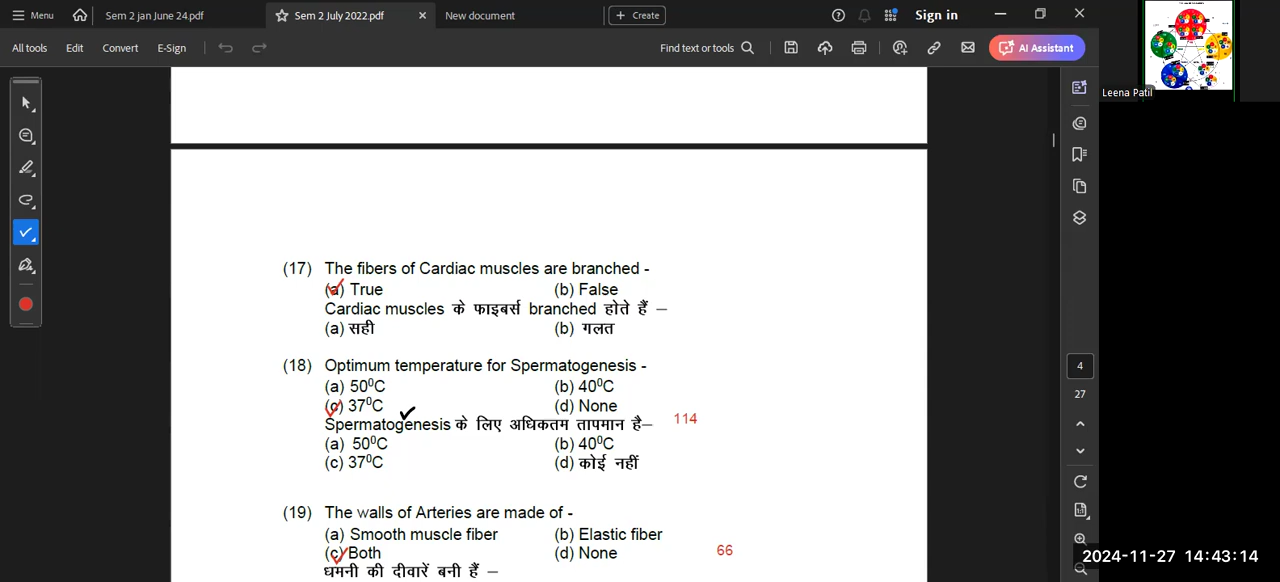 Menu Sem 2 jan June 24.pdf Sem 2 July 2022.pdf New document Create Sign in
All tools Edit Convert E-Sign Find text or tools AI Assistant
Leena Patil
(17) The fibers of Cardiac muscles are branched -
(a) True (b) False
Cardiac muscles के फाइबर्स branched होते हैं –
(a) सही (b) गलत
(18) Optimum temperature for Spermatogenesis -
(a) 50⁰C (b) 40⁰C
(c) 37⁰C (d) None
Spermatogenesis के लिए अधिकतम तापमान है– 114
(a) 50⁰C (b) 40⁰C
(c) 37⁰C (d) कोई नहीं
(19) The walls of Arteries are made of -
(a) Smooth muscle fiber (b) Elastic fiber
(c) Both (d) None 66
धमनी की दीवारें बनी हैं –
4
27
2024-11-27 14:43:14